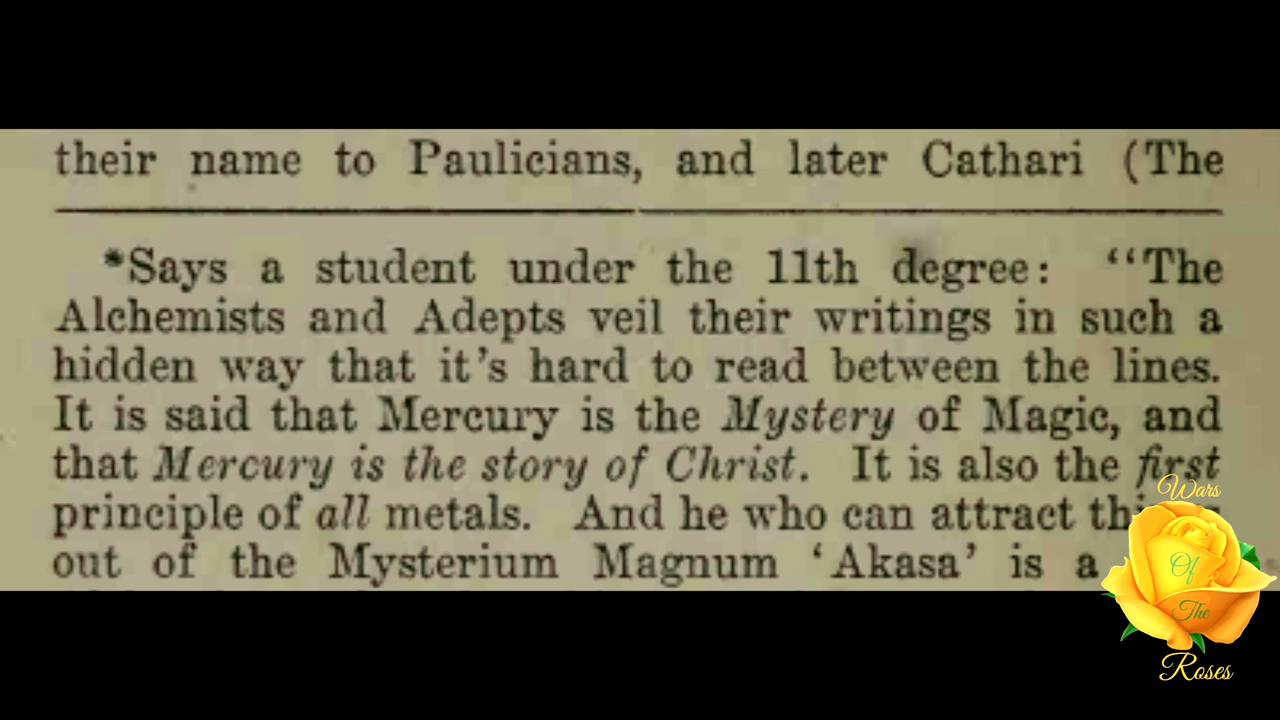 their name to Paulicians, and later Cathari (The
*Says a student under the 11th degree: “The
Alchemists and Adepts veil their writings in such a
hidden way that it’s hard to read between the lines.
It is said that Mercury is the Mystery of Magic, and
that Mercury is the story of Christ. It is also the first
principle of all metals. And he who can attract
out of the Mysterium Magnum ‘Akasa’ is a
Wars
Of
The
Roses